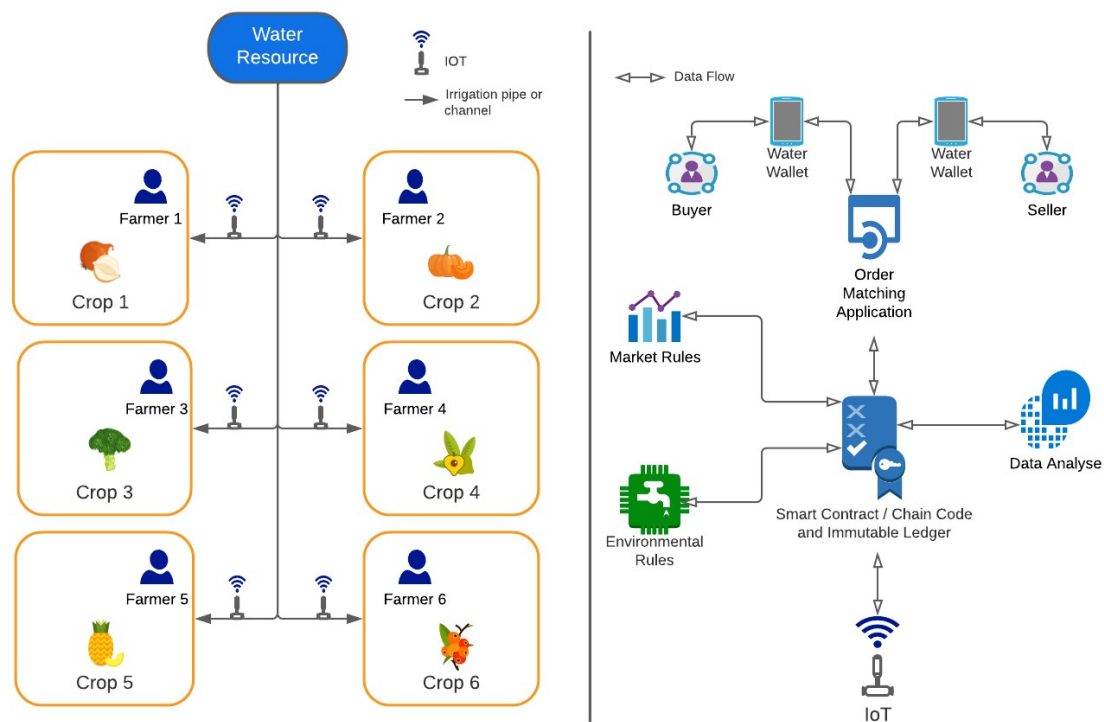 Water
Resource
IOT
Irrigation pipe or
channel
Farmer 1
Crop 1
Farmer 2
Crop 2
Farmer 3
Crop 3
Farmer 4
Crop 4
Farmer 5
Crop 5
Farmer 6
Crop 6
Data Flow
Water
Wallet
Water
Wallet
Buyer
Seller
Order
Matching
Application
Market Rules
Data Analyse
Smart Contract / Chain Code
and Immutable Ledger
Environmental
Rules
IoT